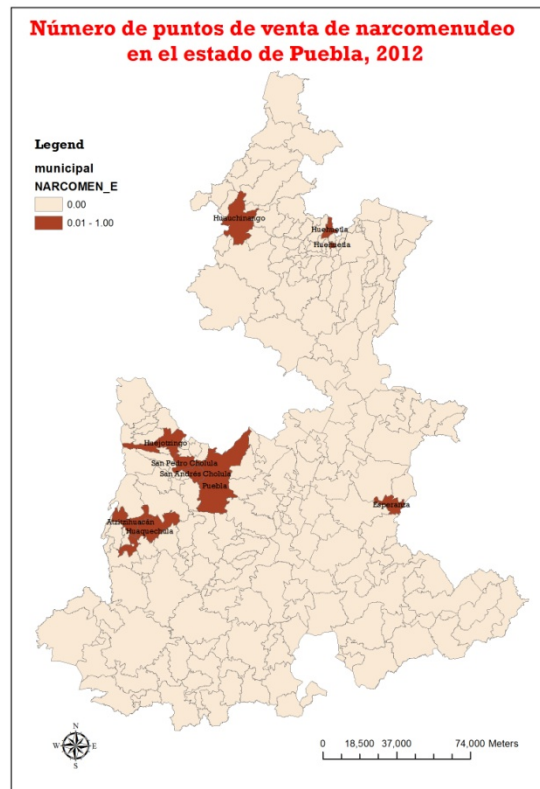 Número de puntos de venta de narcomenudeo
en el estado de Puebla, 2012
Legend
municipal
NARCOMEN_E
0.00
0.01 - 1.00
Huauchinango
Huehuetla
Huehuetla
Huejotzingo
San Pedro Cholula
San Andrés Cholula
Puebla
Esperanza
Huaquechula
N
W E
S
0 18,500 37,000 74,000 Meters